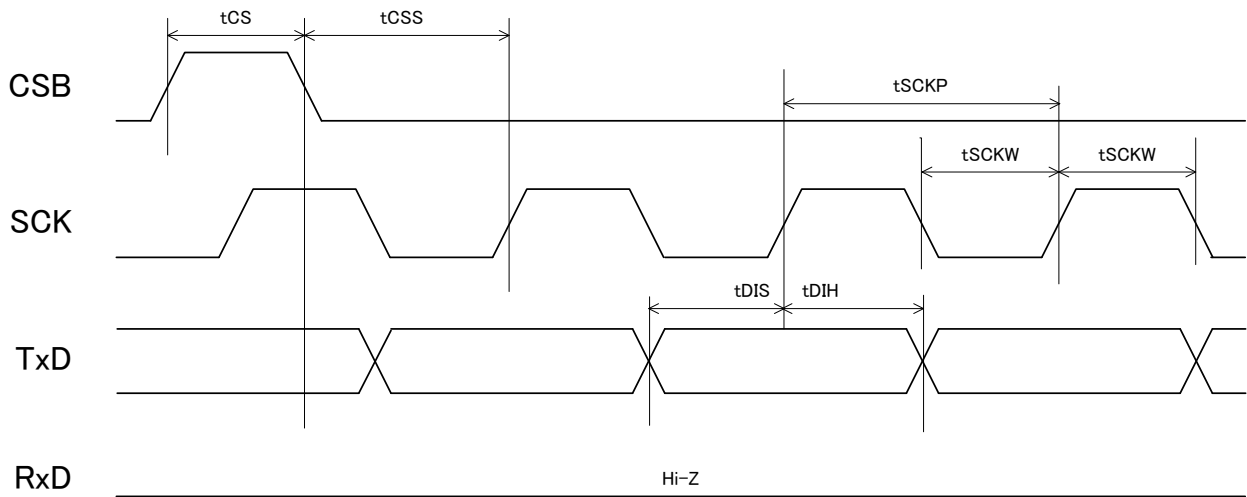 tCS
tCSS
CSB
tSCKP
tSCKW
tSCKW
SCK
tDIS
tDIH
TxD
RxD
Hi-Z